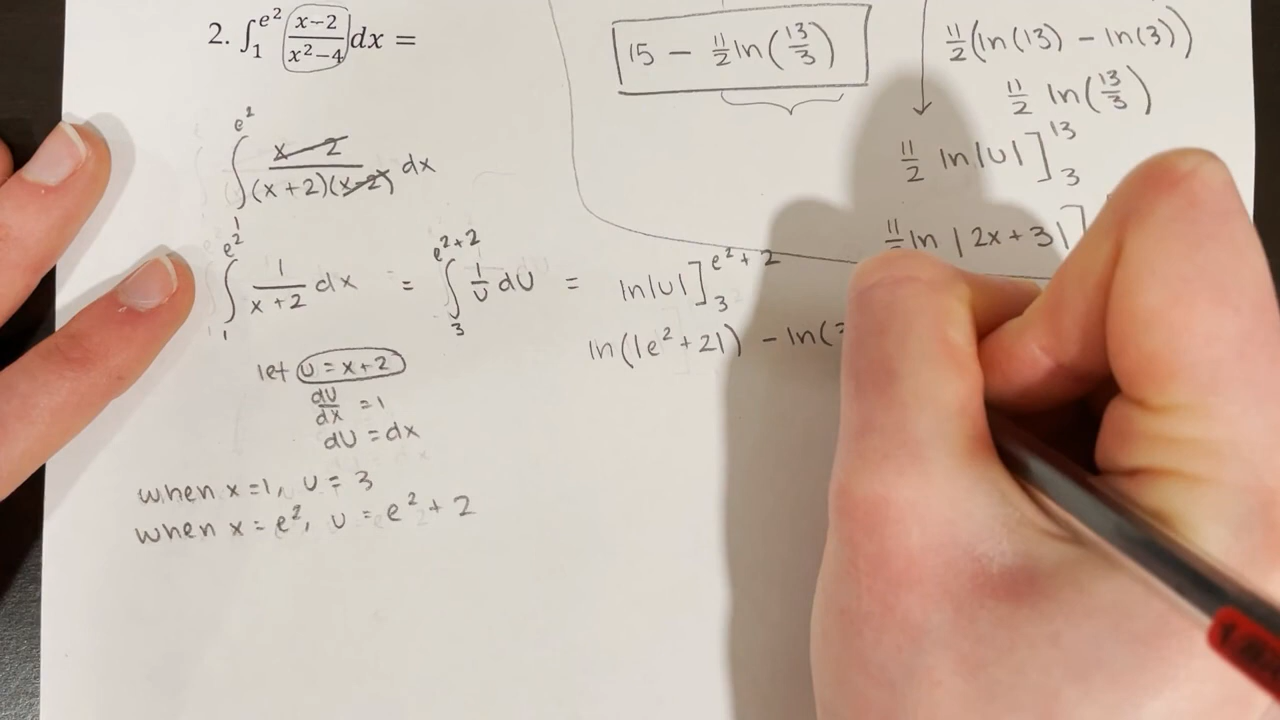 2. ∫₁^{e²} (x−2)/(x²−4) dx =
∫₁^{e²} (x−2)/((x+2)(x−2)) dx
∫₁^{e²} 1/(x+2) dx = ∫₃^{e²+2} 1/u du = ln|u| ]₃^{e²+2}
ln(|e²+2|) − ln(
let u = x+2
du/dx = 1
du = dx
when x=1, u = 3
when x = e², u = e² + 2
15 − 11/2 ln(13/3)
11/2 (ln(13) − ln(3))
11/2 ln(13/3)
11/2 ln|u| ]₃^{13}
ln |2x+3| ]